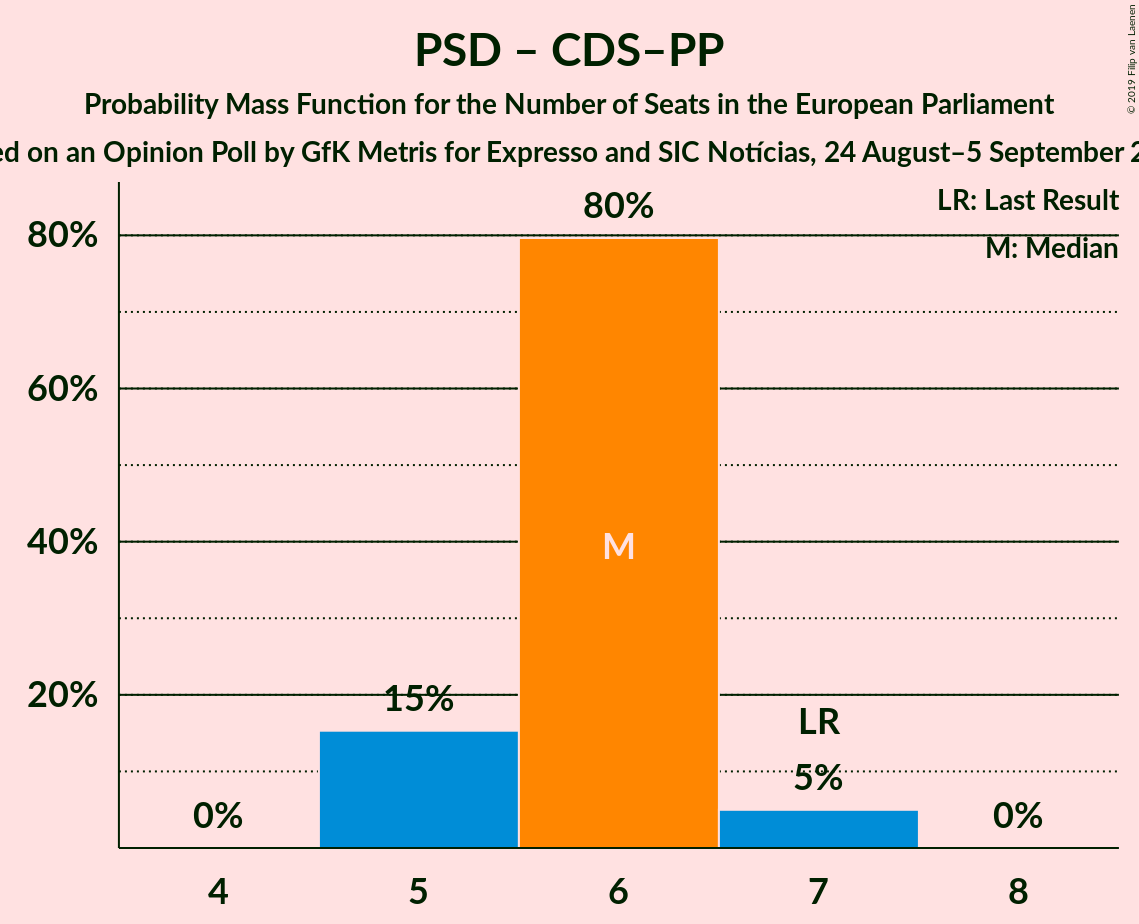 PSD – CDS–PP
Probability Mass Function for the Number of Seats in the European Parliament
on an Opinion Poll by GfK Metris for Expresso and SIC Notícias, 24 August–5 September
© 2019 Filip van Laenen
LR: Last Result
M: Median
80%
60%
40%
20%
0%
15%
80%
M
LR
5%
0%
4 5 6 7 8